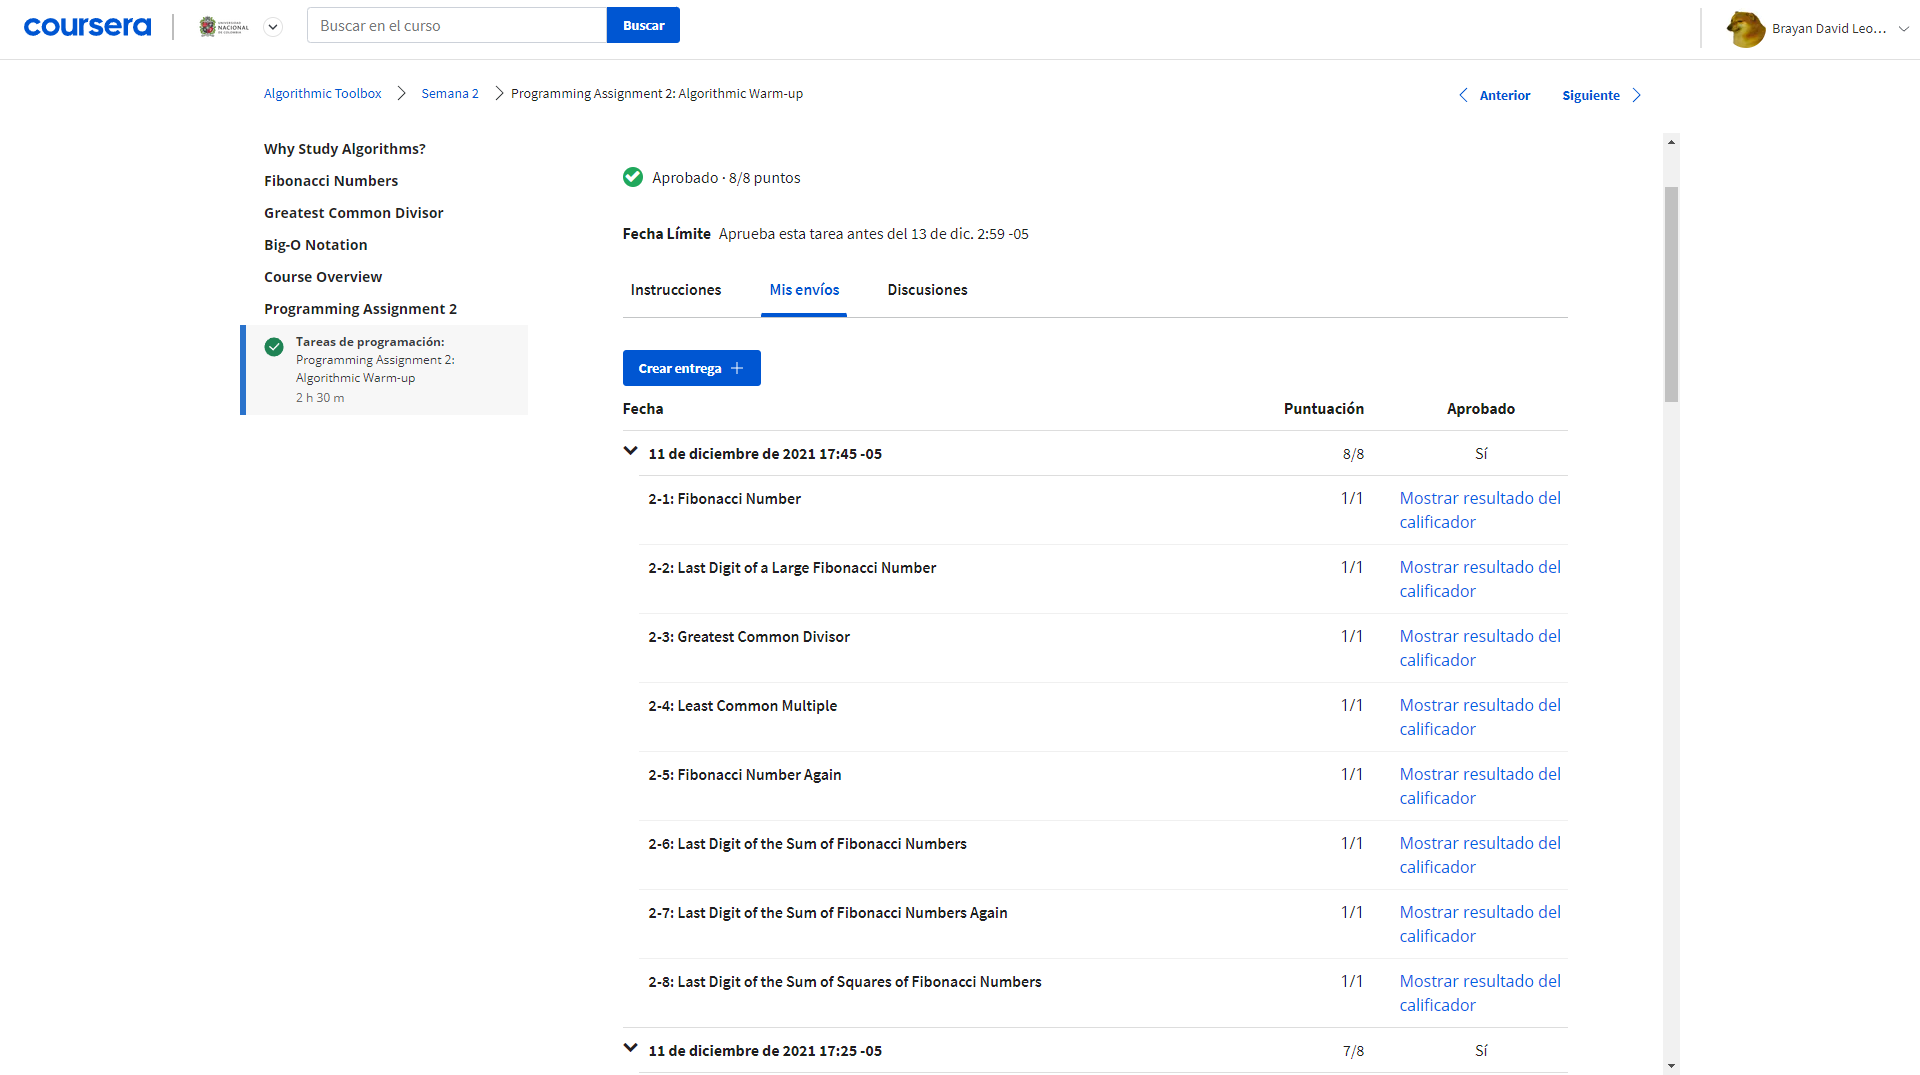 coursera
UNIVERSIDAD
NACIONAL
DE COLOMBIA
Buscar en el curso
Buscar
Brayan David Leo...
Algorithmic Toolbox
Semana 2
Programming Assignment 2: Algorithmic Warm-up
Anterior
Siguiente
Why Study Algorithms?
Fibonacci Numbers
Greatest Common Divisor
Big-O Notation
Course Overview
Programming Assignment 2
Tareas de programación:
Programming Assignment 2:
Algorithmic Warm-up
2 h 30 m
Aprobado · 8/8 puntos
Fecha Límite Aprueba esta tarea antes del 13 de dic. 2:59 -05
Instrucciones
Mis envíos
Discusiones
Crear entrega
Fecha Puntuación Aprobado
11 de diciembre de 2021 17:45 -05 8/8 Sí
2-1: Fibonacci Number 1/1 Mostrar resultado del
calificador
2-2: Last Digit of a Large Fibonacci Number 1/1 Mostrar resultado del
calificador
2-3: Greatest Common Divisor 1/1 Mostrar resultado del
calificador
2-4: Least Common Multiple 1/1 Mostrar resultado del
calificador
2-5: Fibonacci Number Again 1/1 Mostrar resultado del
calificador
2-6: Last Digit of the Sum of Fibonacci Numbers 1/1 Mostrar resultado del
calificador
2-7: Last Digit of the Sum of Fibonacci Numbers Again 1/1 Mostrar resultado del
calificador
2-8: Last Digit of the Sum of Squares of Fibonacci Numbers 1/1 Mostrar resultado del
calificador
11 de diciembre de 2021 17:25 -05 7/8 Sí